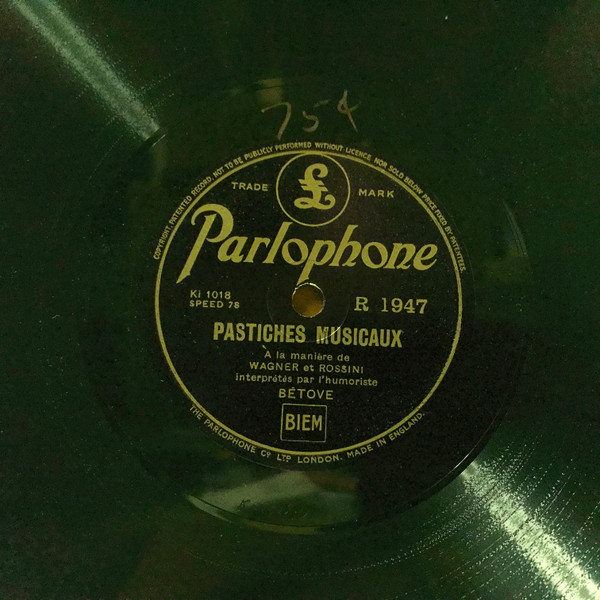 754
COPYRIGHT, PATENTED RECORD, NOT TO BE PUBLICLY PERFORMED WITHOUT LICENCE, NOR SOLD BELOW PRICE FIXED BY PATENTEES.
TRADE £ MARK
Parlophone
Ki 1018
SPEED 78
R 1947
PASTICHES MUSICAUX
À la manière de
WAGNER et ROSSINI
interprétés par l'humoriste
BÉTOVE
BIEM
THE PARLOPHONE Co LTD LONDON. MADE IN ENGLAND.